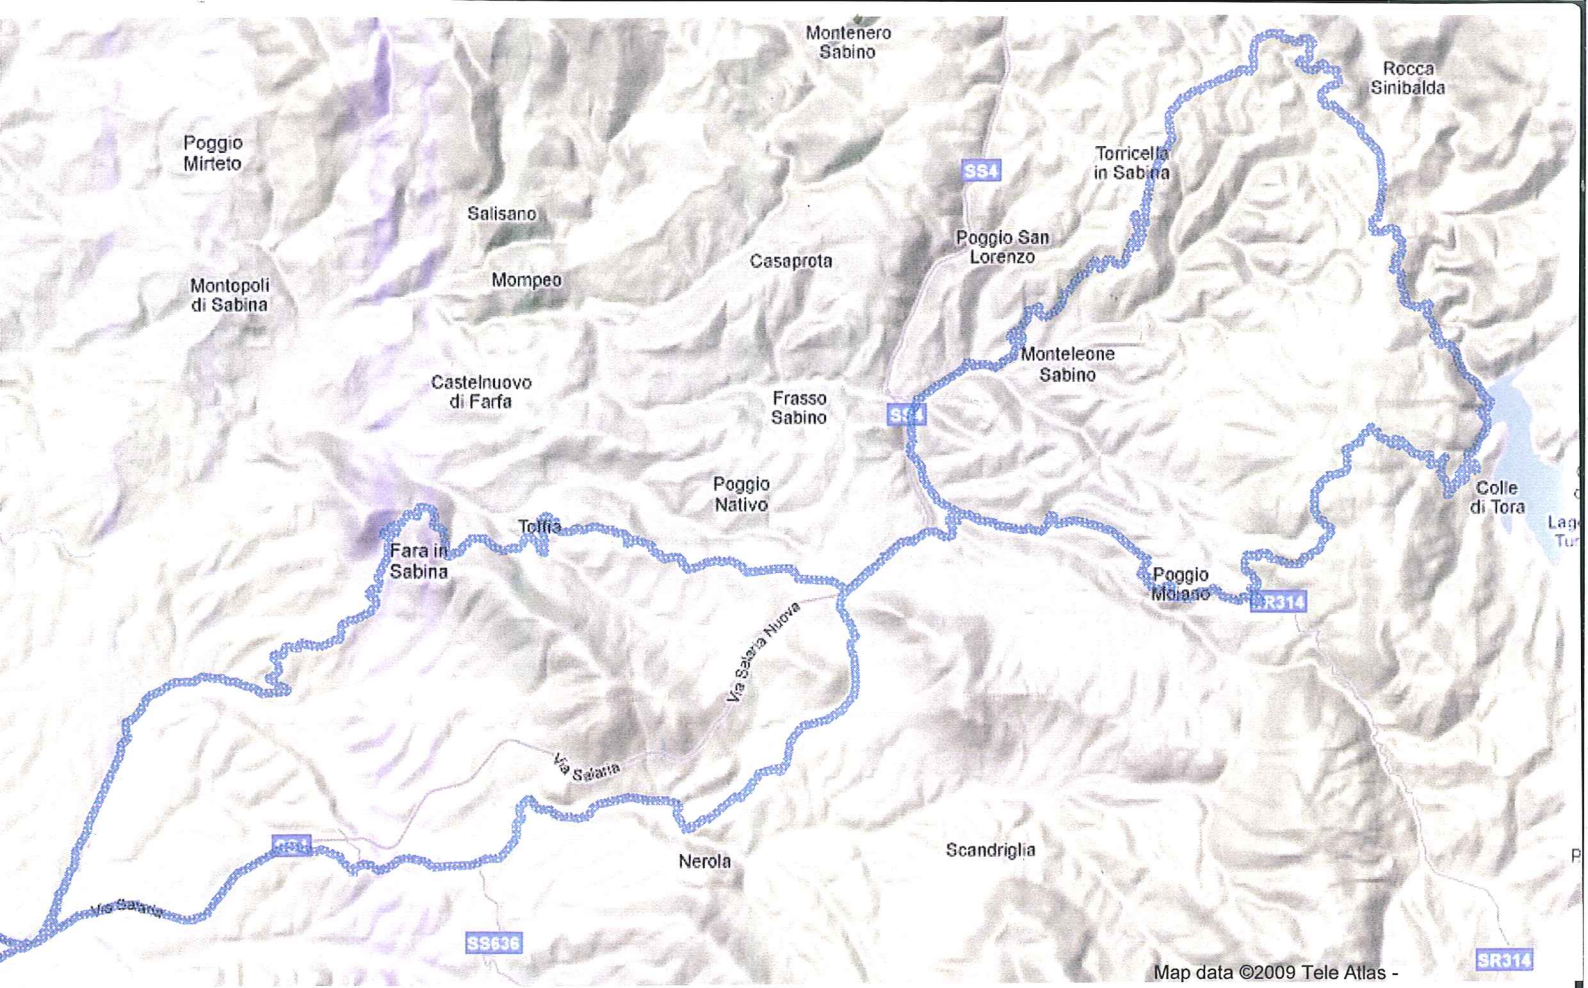 Montenero
Sabino
Rocca
Sinibalda
Poggio
Mirteto
Torricella
in Sabina
SS4
Salisano
Poggio San
Lorenzo
Casaprota
Mompeo
Montopoli
di Sabina
Monteleone
Sabino
Castelnuovo
di Farfa
Frasso
Sabino
SS4
Poggio
Nativo
Colle
di Tora
Toffia
Fara in
Sabina
Poggio
Moiano
SR314
Via Salaria Nuova
Via Salaria
Nerola
Scandriglia
Via Salaria
SS636
SR314
Map data ©2009 Tele Atlas -